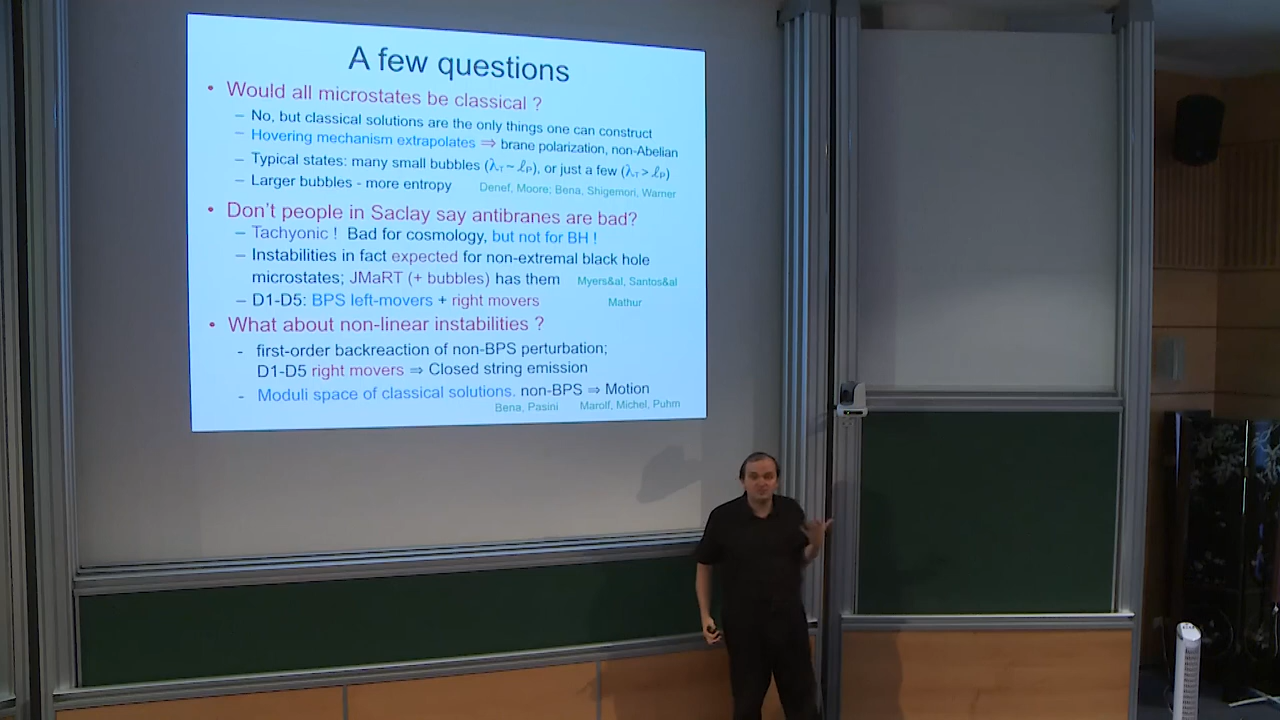 A few questions
• Would all microstates be classical ?
– No, but classical solutions are the only things one can construct
– Hovering mechanism extrapolates ⇒ brane polarization, non-Abelian
– Typical states: many small bubbles (λT ~ ℓP), or just a few (λT > ℓP)
– Larger bubbles - more entropy Denef, Moore; Bena, Shigemori, Warner
• Don't people in Saclay say antibranes are bad?
– Tachyonic ! Bad for cosmology, but not for BH !
– Instabilities in fact expected for non-extremal black hole
microstates; JMaRT (+ bubbles) has them Myers&al, Santos&al
– D1-D5: BPS left-movers + right movers Mathur
• What about non-linear instabilities ?
- first-order backreaction of non-BPS perturbation;
D1-D5 right movers ⇒ Closed string emission
- Moduli space of classical solutions. non-BPS ⇒ Motion
Bena, Pasini Marolf, Michel, Puhm